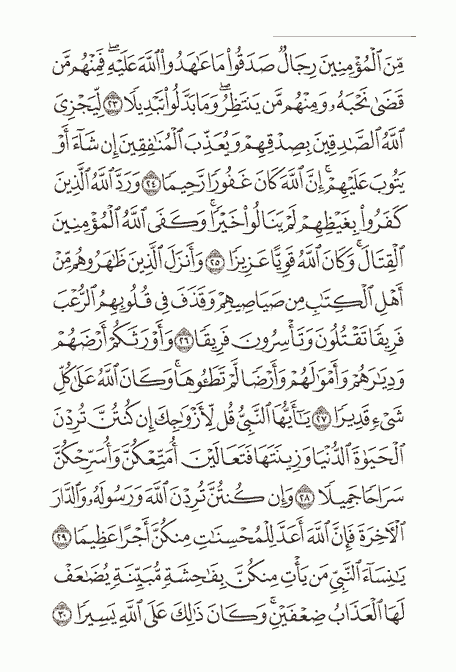 مِّنَ ٱلْمُؤْمِنِينَ رِجَالٌ صَدَقُوا۟ مَا عَٰهَدُوا۟ ٱللَّهَ عَلَيْهِ ۖ فَمِنْهُم مَّن
قَضَىٰ نَحْبَهُۥ وَمِنْهُم مَّن يَنتَظِرُ ۖ وَمَا بَدَّلُوا۟ تَبْدِيلًا ٢٣ لِّيَجْزِىَ
ٱللَّهُ ٱلصَّٰدِقِينَ بِصِدْقِهِمْ وَيُعَذِّبَ ٱلْمُنَٰفِقِينَ إِن شَآءَ أَوْ
يَتُوبَ عَلَيْهِمْ ۚ إِنَّ ٱللَّهَ كَانَ غَفُورًا رَّحِيمًا ٢٤ وَرَدَّ ٱللَّهُ ٱلَّذِينَ
كَفَرُوا۟ بِغَيْظِهِمْ لَمْ يَنَالُوا۟ خَيْرًا ۚ وَكَفَى ٱللَّهُ ٱلْمُؤْمِنِينَ
ٱلْقِتَالَ ۚ وَكَانَ ٱللَّهُ قَوِيًّا عَزِيزًا ٢٥ وَأَنزَلَ ٱلَّذِينَ ظَٰهَرُوهُم مِّنْ
أَهْلِ ٱلْكِتَٰبِ مِن صَيَاصِيهِمْ وَقَذَفَ فِى قُلُوبِهِمُ ٱلرُّعْبَ
فَرِيقًا تَقْتُلُونَ وَتَأْسِرُونَ فَرِيقًا ٢٦ وَأَوْرَثَكُمْ أَرْضَهُمْ
وَدِيَٰرَهُمْ وَأَمْوَٰلَهُمْ وَأَرْضًا لَّمْ تَطَـُٔوهَا ۚ وَكَانَ ٱللَّهُ عَلَىٰ كُلِّ
شَىْءٍ قَدِيرًا ٢٧ يَٰٓأَيُّهَا ٱلنَّبِىُّ قُل لِّأَزْوَٰجِكَ إِن كُنتُنَّ تُرِدْنَ
ٱلْحَيَوٰةَ ٱلدُّنْيَا وَزِينَتَهَا فَتَعَالَيْنَ أُمَتِّعْكُنَّ وَأُسَرِّحْكُنَّ
سَرَاحًا جَمِيلًا ٢٨ وَإِن كُنتُنَّ تُرِدْنَ ٱللَّهَ وَرَسُولَهُۥ وَٱلدَّارَ
ٱلْءَاخِرَةَ فَإِنَّ ٱللَّهَ أَعَدَّ لِلْمُحْسِنَٰتِ مِنكُنَّ أَجْرًا عَظِيمًا ٢٩
يَٰنِسَآءَ ٱلنَّبِىِّ مَن يَأْتِ مِنكُنَّ بِفَٰحِشَةٍ مُّبَيِّنَةٍ يُضَٰعَفْ
لَهَا ٱلْعَذَابُ ضِعْفَيْنِ ۚ وَكَانَ ذَٰلِكَ عَلَى ٱللَّهِ يَسِيرًا ٣٠